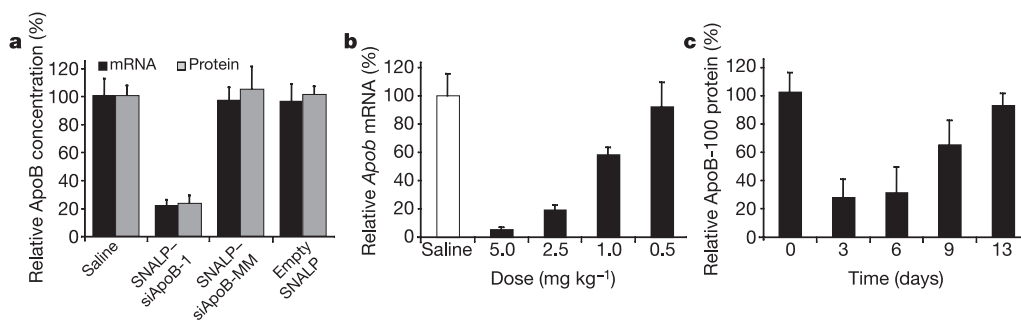 a
mRNA Protein
Relative ApoB concentration (%)
120
100
80
60
40
20
0
Saline
SNALP–
siApoB-1
SNALP–
siApoB-MM
Empty
SNALP
b
Relative Apob mRNA (%)
120
100
80
60
40
20
0
Saline 5.0 2.5 1.0 0.5
Dose (mg kg–1)
c
Relative ApoB-100 protein (%)
120
100
80
60
40
20
0
0 3 6 9 13
Time (days)